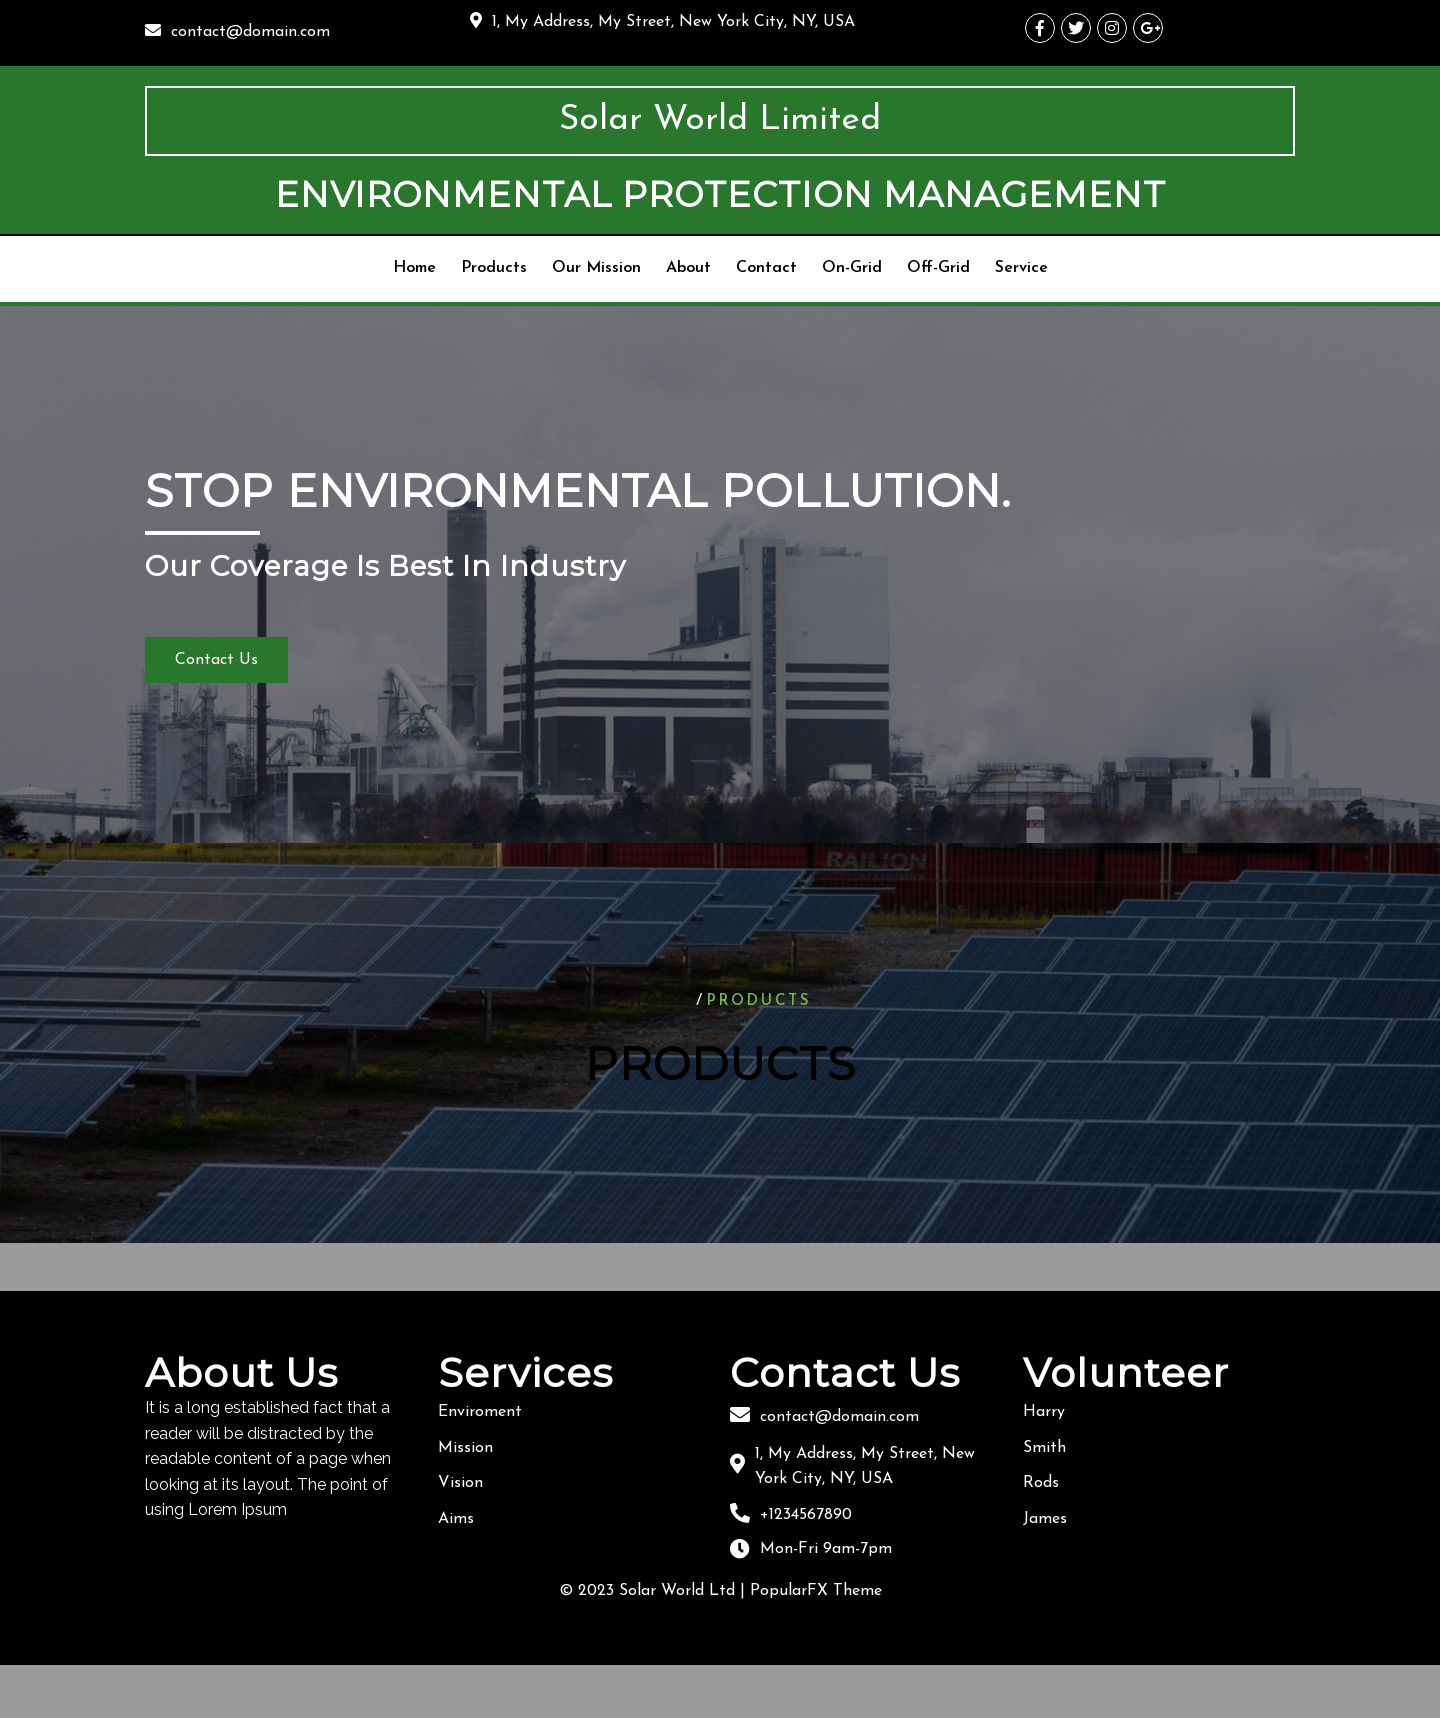 contact@domain.com
1, My Address, My Street, New York City, NY, USA
Solar World Limited
ENVIRONMENTAL PROTECTION MANAGEMENT
Home Products Our Mission About Contact On-Grid Off-Grid Service
STOP ENVIRONMENTAL POLLUTION.
Our Coverage Is Best In Industry
Contact Us
RAILION
/ PRODUCTS
PRODUCTS
About Us
It is a long established fact that a
reader will be distracted by the
readable content of a page when
looking at its layout. The point of
using Lorem Ipsum
Services
Enviroment
Mission
Vision
Aims
Contact Us
contact@domain.com
1, My Address, My Street, New
York City, NY, USA
+1234567890
Mon-Fri 9am-7pm
Volunteer
Harry
Smith
Rods
James
© 2023 Solar World Ltd | PopularFX Theme